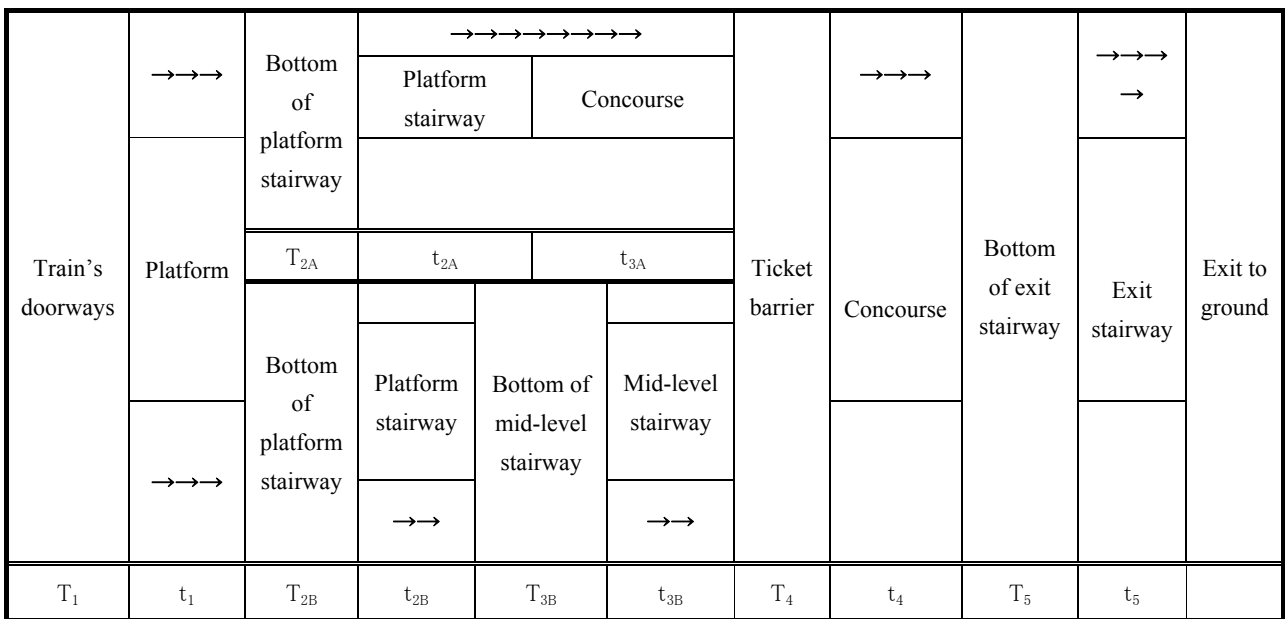 Train's
doorways
→→→
Platform
→→→
Bottom
of
platform
stairway
→→→→→→→→
Platform
stairway
Concourse
T₂A
t₂A
t₃A
Bottom
of
platform
stairway
Platform
stairway
→→
Bottom of
mid-level
stairway
Mid-level
stairway
→→
Ticket
barrier
→→→
Concourse
Bottom
of exit
stairway
→→→
→
Exit
stairway
Exit to
ground
T₁
t₁
T₂B
t₂B
T₃B
t₃B
T₄
t₄
T₅
t₅